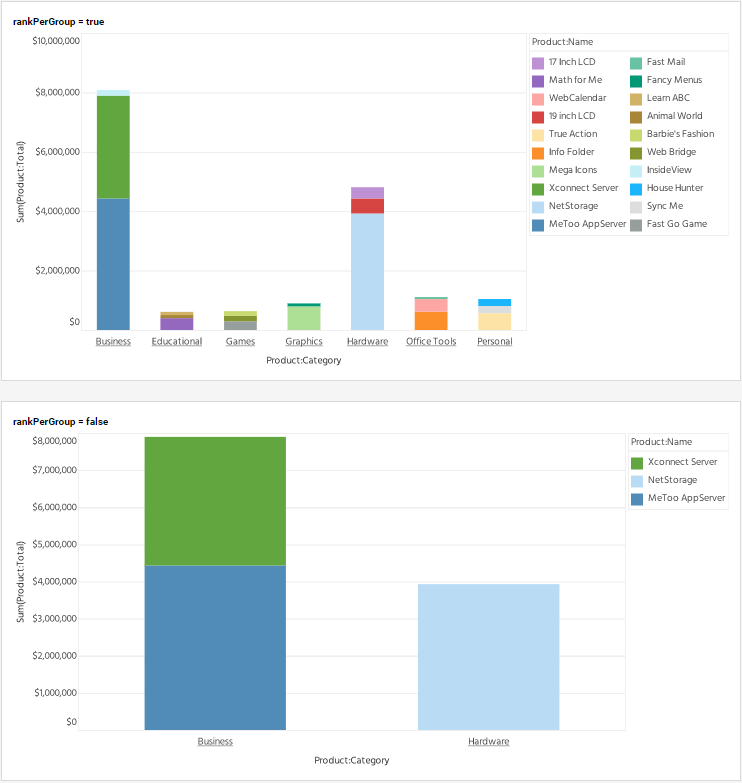 rankPerGroup = true
$10,000,000
$8,000,000
$6,000,000
$4,000,000
$2,000,000
$0
Sum(Product:Total)
Business Educational Games Graphics Hardware Office Tools Personal
Product:Category
Product:Name
17 Inch LCD Fast Mail
Math for Me Fancy Menus
WebCalendar Learn ABC
19 inch LCD Animal World
True Action Barbie's Fashion
Info Folder Web Bridge
Mega Icons InsideView
Xconnect Server House Hunter
NetStorage Sync Me
MeToo AppServer Fast Go Game
rankPerGroup = false
$8,000,000
$7,000,000
$6,000,000
$5,000,000
$4,000,000
$3,000,000
$2,000,000
$1,000,000
$0
Sum(Product:Total)
Business Hardware
Product:Category
Product:Name
Xconnect Server
NetStorage
MeToo AppServer